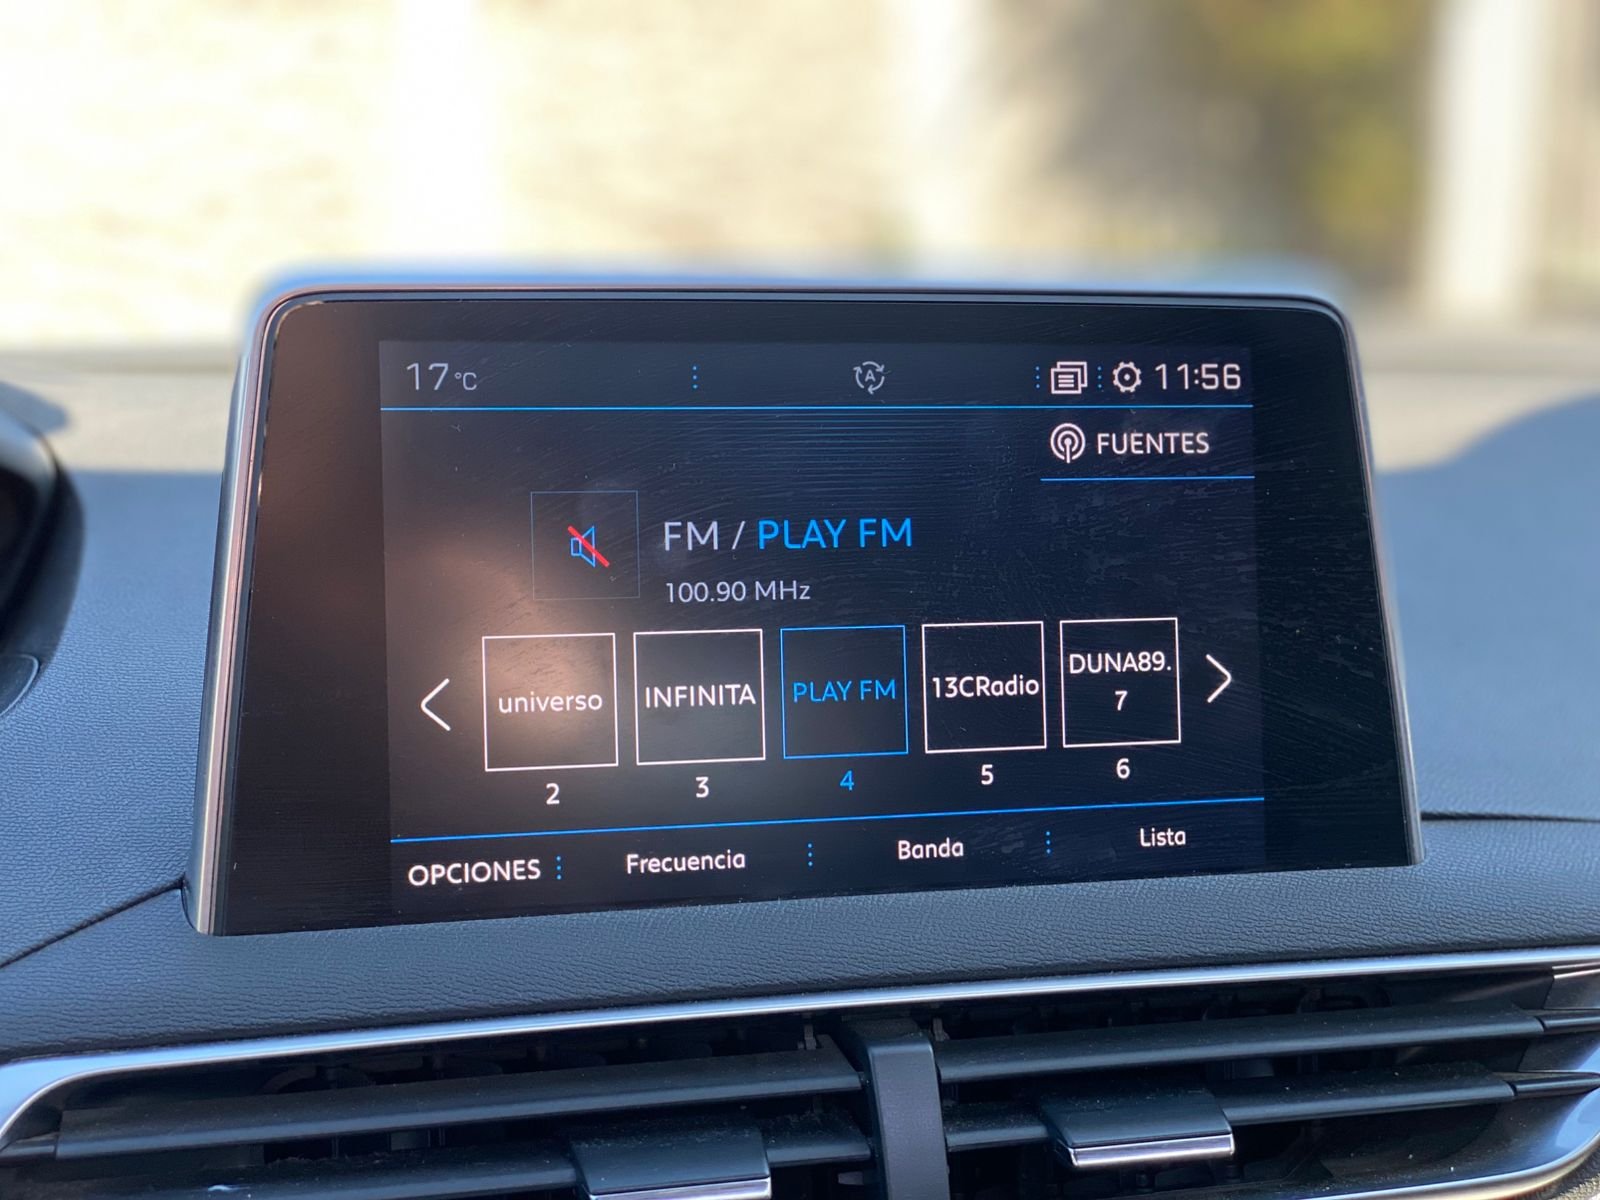 17 °C
A
11:56
FUENTES
FM / PLAY FM
100.90 MHz
universo
INFINITA
PLAY FM
13CRadio
DUNA89.
7
2
3
4
5
6
OPCIONES
Frecuencia
Banda
Lista